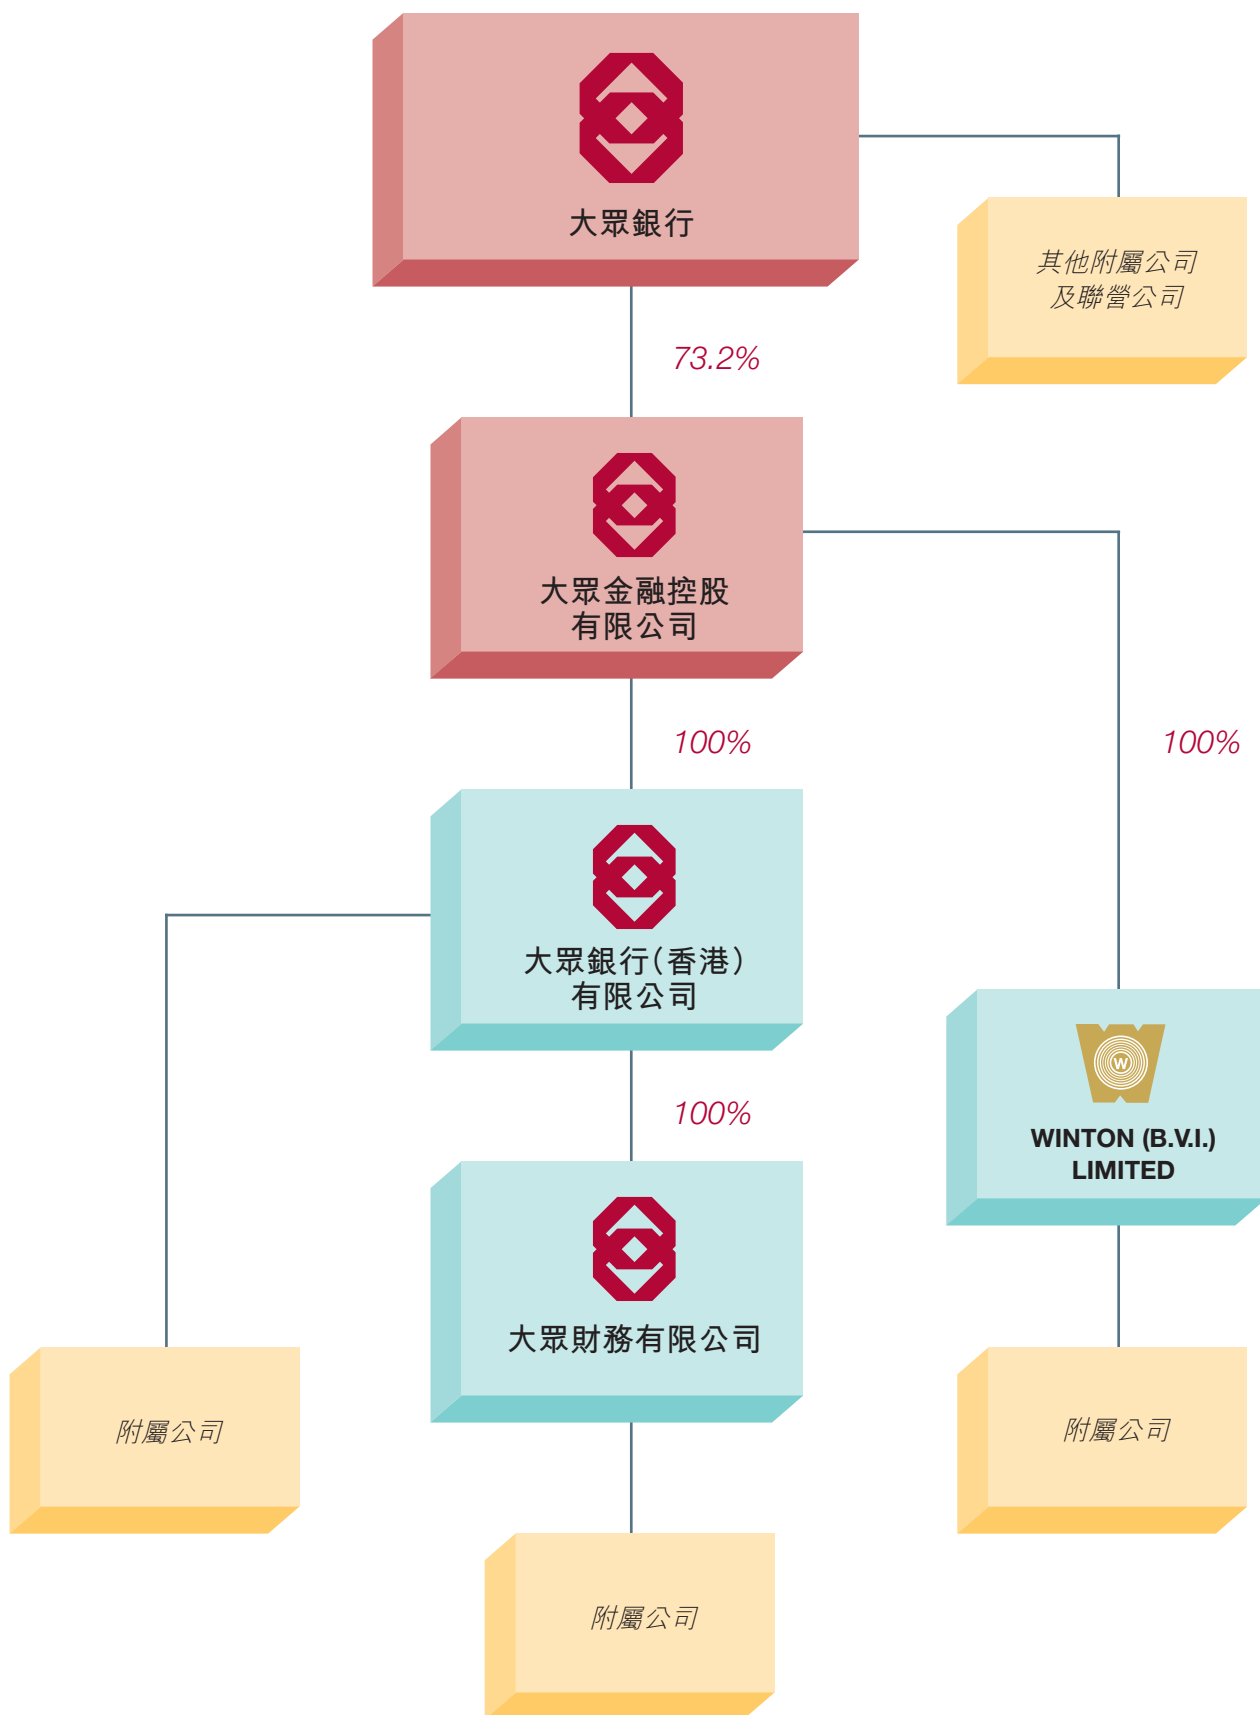 大眾銀行
其他附屬公司
及聯營公司
73.2%
大眾金融控股
有限公司
100%
100%
大眾銀行(香港)
有限公司
100%
W
WINTON (B.V.I.)
LIMITED
大眾財務有限公司
附屬公司
附屬公司
附屬公司